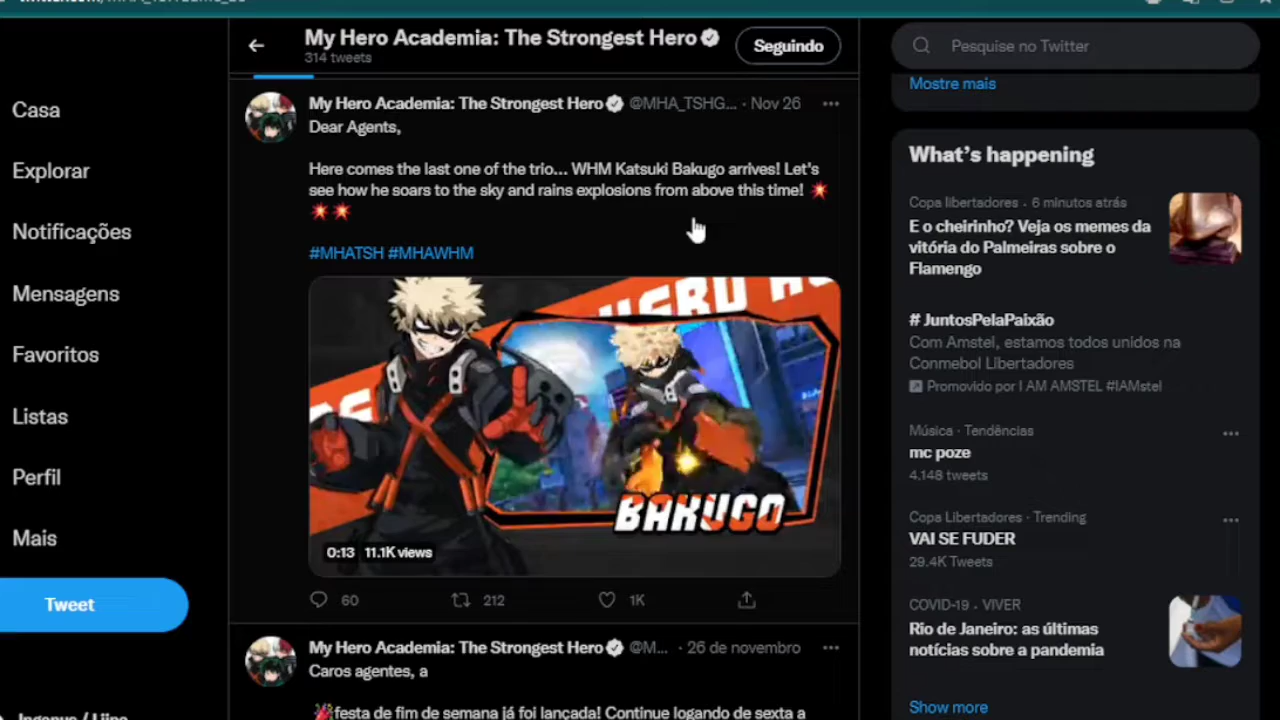 My Hero Academia: The Strongest Hero
314 tweets
Seguindo
Pesquise no Twitter
Casa
Explorar
Notificações
Mensagens
Favoritos
Listas
Perfil
Mais
Tweet
My Hero Academia: The Strongest Hero @MHA_TSHG... · Nov 26
Dear Agents,
Here comes the last one of the trio... WHM Katsuki Bakugo arrives! Let's
see how he soars to the sky and rains explosions from above this time! 💥
💥💥
#MHATSH #MHAWHM
BAKUGO
0:13 11.1K views
60 212 1K
My Hero Academia: The Strongest Hero @M... · 26 de novembro
Caros agentes, a
🎉festa de fim de semana já foi lançada! Continue logando de sexta a
Mostre mais
What's happening
Copa libertadores · 6 minutos atrás
E o cheirinho? Veja os memes da
vitória do Palmeiras sobre o
Flamengo
# JuntosPelaPaixão
Com Amstel, estamos todos unidos na
Conmebol Libertadores
Promovido por I AM AMSTEL #IAMstel
Música · Tendências
mc poze
4.148 tweets
Copa Libertadores · Trending
VAI SE FUDER
29.4K Tweets
COVID-19 · VIVER
Rio de Janeiro: as últimas
notícias sobre a pandemia
Show more